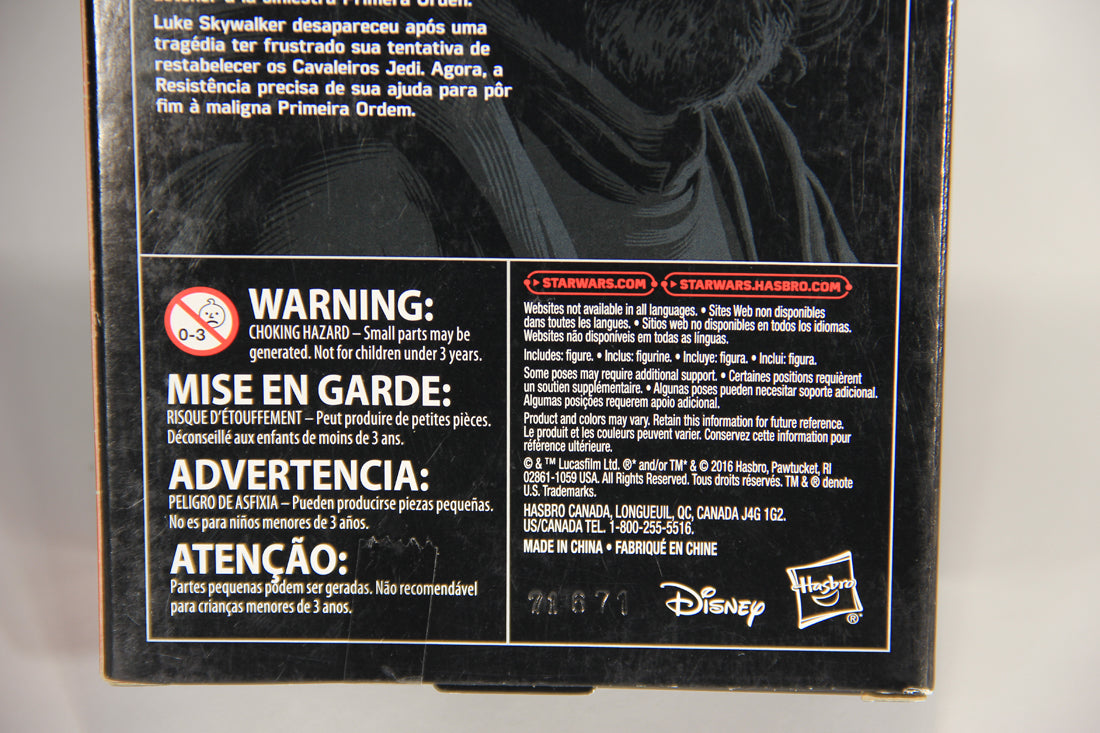 a la siniestra Primera Orden.
Luke Skywalker desapareceu após uma
tragédia ter frustrado sua tentativa de
restabelecer os Cavaleiros Jedi. Agora, a
Resistência precisa de sua ajuda para pôr
fim à maligna Primeira Ordem.
0-3
WARNING:
CHOKING HAZARD – Small parts may be
generated. Not for children under 3 years.
MISE EN GARDE:
RISQUE D'ÉTOUFFEMENT – Peut produire de petites pièces.
Déconseillé aux enfants de moins de 3 ans.
ADVERTENCIA:
PELIGRO DE ASFIXIA – Pueden producirse piezas pequeñas.
No es para niños menores de 3 años.
ATENÇÃO:
Partes pequenas podem ser geradas. Não recomendável
para crianças menores de 3 anos.
STARWARS.COM STARWARS.HASBRO.COM
Websites not available in all languages. • Sites Web non disponibles
dans toutes les langues. • Sitios web no disponibles en todos los idiomas.
Websites não disponíveis em todas as línguas.
Includes: figure. • Inclus: figurine. • Incluye: figura. • Inclui: figura.
Some poses may require additional support. • Certaines positions requièrent
un soutien supplémentaire. • Algunas poses pueden necesitar soporte adicional.
Algumas posições requerem apoio adicional.
Product and colors may vary. Retain this information for future reference.
Le produit et les couleurs peuvent varier. Conservez cette information pour
référence ultérieure.
© & ™ Lucasfilm Ltd. ®* and/or TM* & © 2016 Hasbro, Pawtucket, RI
02861-1059 USA. All Rights Reserved. Tous droits réservés. TM & ® denote
U.S. Trademarks.
HASBRO CANADA, LONGUEUIL, QC, CANADA J4G 1G2.
US/CANADA TEL. 1-800-255-5516.
MADE IN CHINA • FABRIQUÉ EN CHINE
71671
Disney
Hasbro ®*